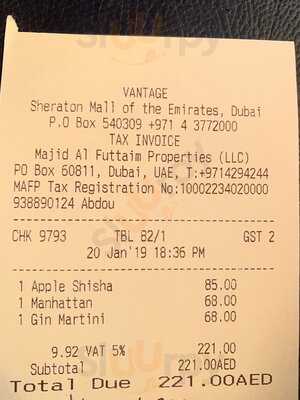 VANTAGE
Sheraton Mall of the Emirates, Dubai
P.O Box 540309 +971 4 3772000
TAX INVOICE
Majid Al Futtaim Properties (LLC)
PO Box 60811, Dubai, UAE, T:+9714294244
MAFP Tax Registration No:10002234020000
938890124 Abdou
CHK 9793 TBL 82/1 GST 2
20 Jan'19 18:36 PM
1 Apple Shisha 85.00
1 Manhattan 68.00
1 Gin Martini 68.00
9.92 VAT 5% 221.00
Subtotal 221.00AED
Total Due 221.00AED